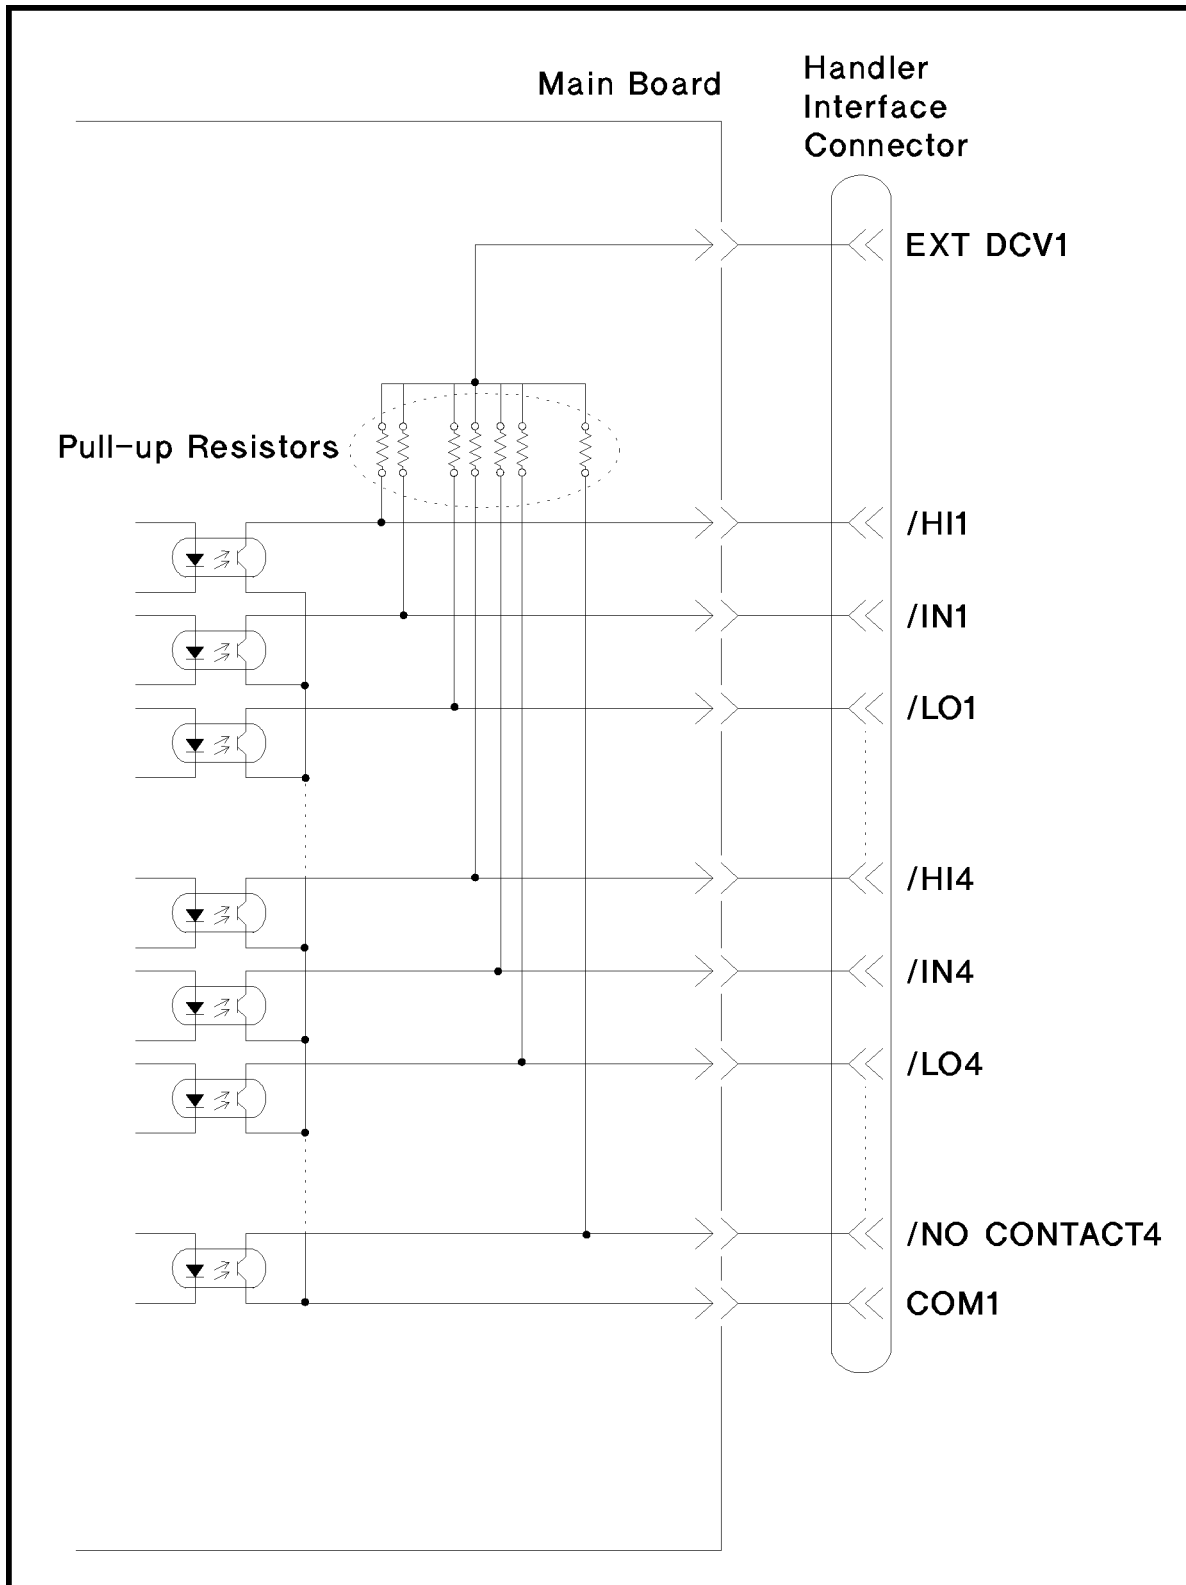 Main Board
Handler
Interface
Connector
EXT DCV1
Pull-up Resistors
/HI1
/IN1
/LO1
/HI4
/IN4
/LO4
/NO CONTACT4
COM1